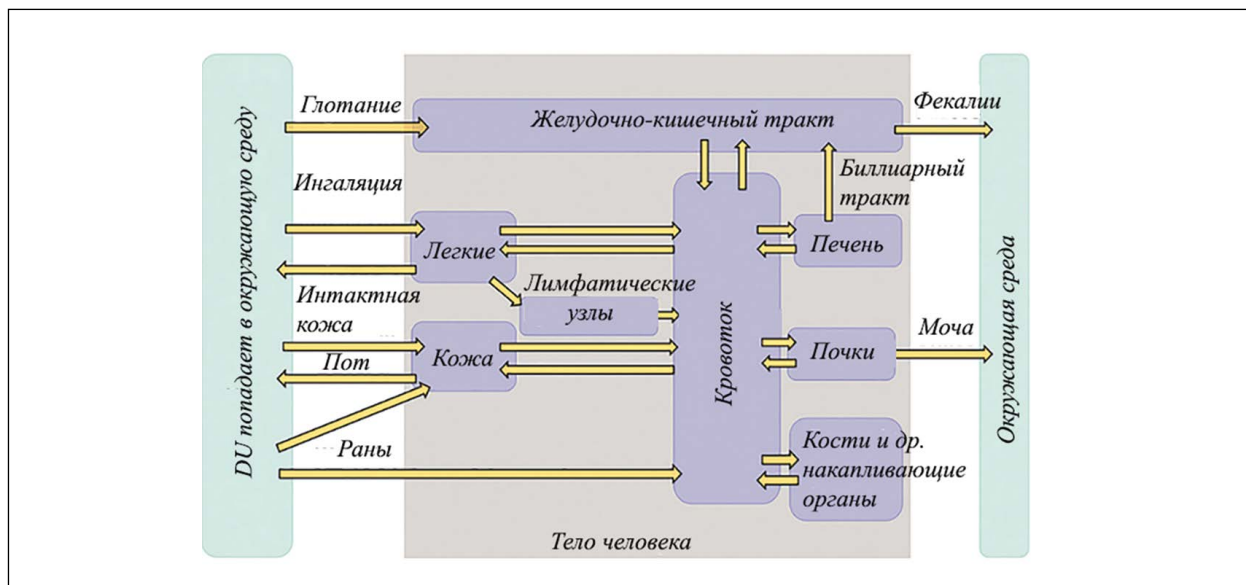 DU попадает в окружающую среду
Глотание
Ингаляция
Интактная
кожа
Пот
Раны
Желудочно-кишечный тракт
Легкие
Лимфатические
узлы
Кожа
Кровоток
Биллиарный
тракт
Печень
Почки
Кости и др.
накапливающие
органы
Тело человека
Фекалии
Моча
Окружающая среда